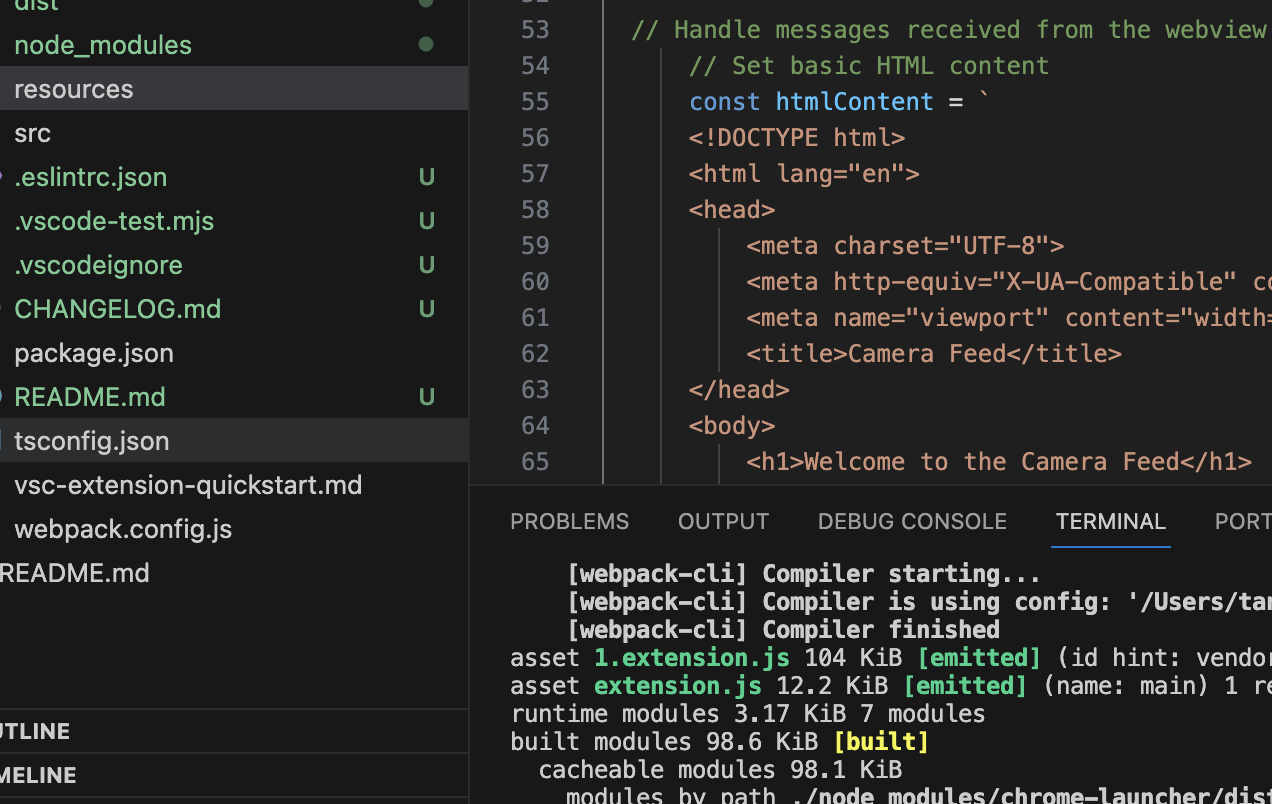 dist
node_modules
resources
src
.eslintrc.json U
.vscode-test.mjs U
.vscodeignore U
CHANGELOG.md U
package.json
README.md U
tsconfig.json
vsc-extension-quickstart.md
webpack.config.js
README.md
UTLINE
MELINE
53 // Handle messages received from the webview
54 // Set basic HTML content
55 const htmlContent = `
56 <!DOCTYPE html>
57 <html lang="en">
58 <head>
59 <meta charset="UTF-8">
60 <meta http-equiv="X-UA-Compatible" co
61 <meta name="viewport" content="width=
62 <title>Camera Feed</title>
63 </head>
64 <body>
65 <h1>Welcome to the Camera Feed</h1>
PROBLEMS OUTPUT DEBUG CONSOLE TERMINAL PORT
[webpack-cli] Compiler starting...
[webpack-cli] Compiler is using config: '/Users/tan
[webpack-cli] Compiler finished
asset 1.extension.js 104 KiB [emitted] (id hint: vendor
asset extension.js 12.2 KiB [emitted] (name: main) 1 re
runtime modules 3.17 KiB 7 modules
built modules 98.6 KiB [built]
cacheable modules 98.1 KiB
modules by path ./node_modules/chrome-launcher/dist